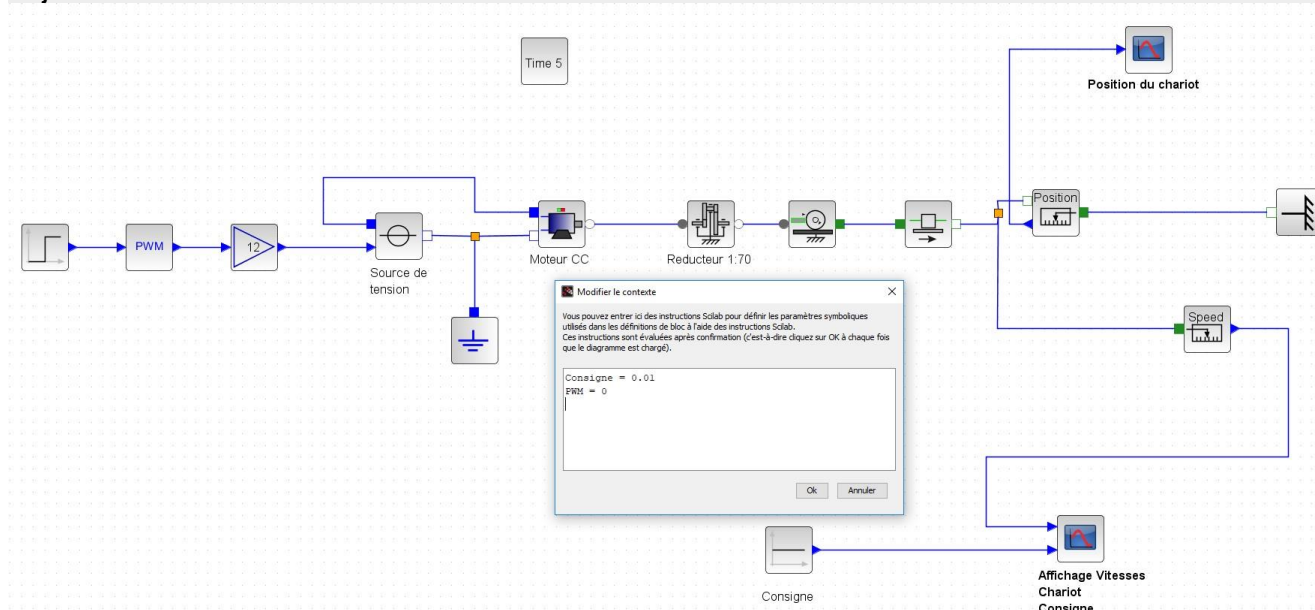 Time 5
Position du chariot
Position
PWM
12
Source de
tension
Moteur CC
Reducteur 1:70
Modifier le contexte
Vous pouvez entrer ici des instructions Scilab pour définir les paramètres symboliques
utilisés dans les définitions de bloc à l'aide des instructions Scilab.
Ces instructions sont évaluées après confirmation (c'est-à-dire cliquez sur OK à chaque fois
que le diagramme est chargé).
Consigne = 0.01
PWM = 0
Ok Annuler
Speed
Consigne
Affichage Vitesses
Chariot
Consigne